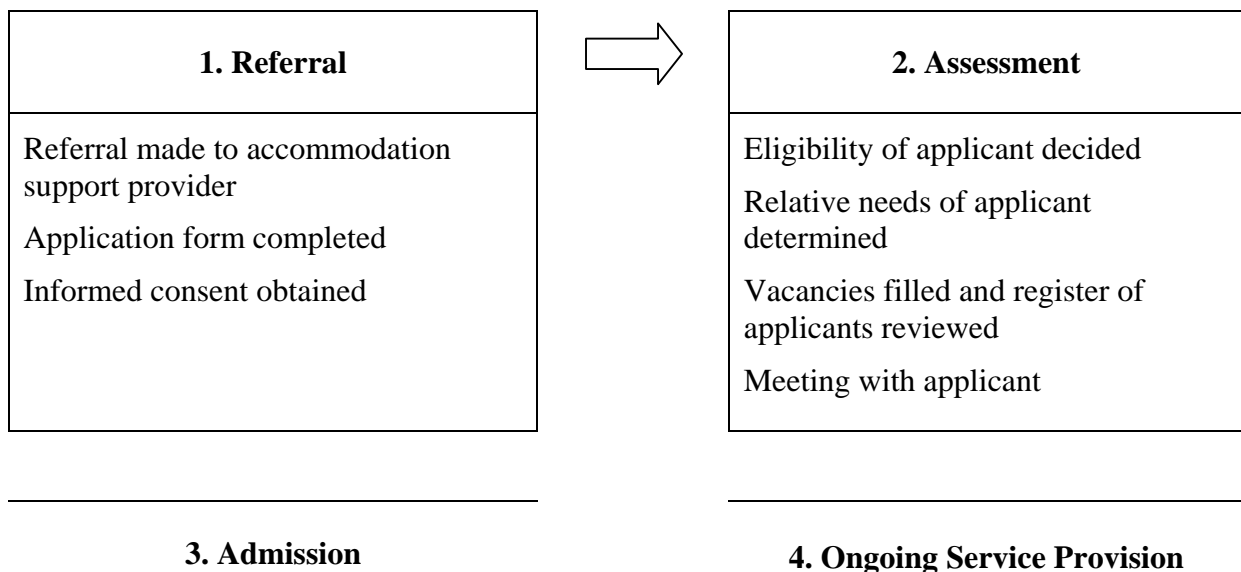 1. Referral
Referral made to accommodation
support provider
Application form completed
Informed consent obtained
2. Assessment
Eligibility of applicant decided
Relative needs of applicant
determined
Vacancies filled and register of
applicants reviewed
Meeting with applicant
3. Admission
4. Ongoing Service Provision